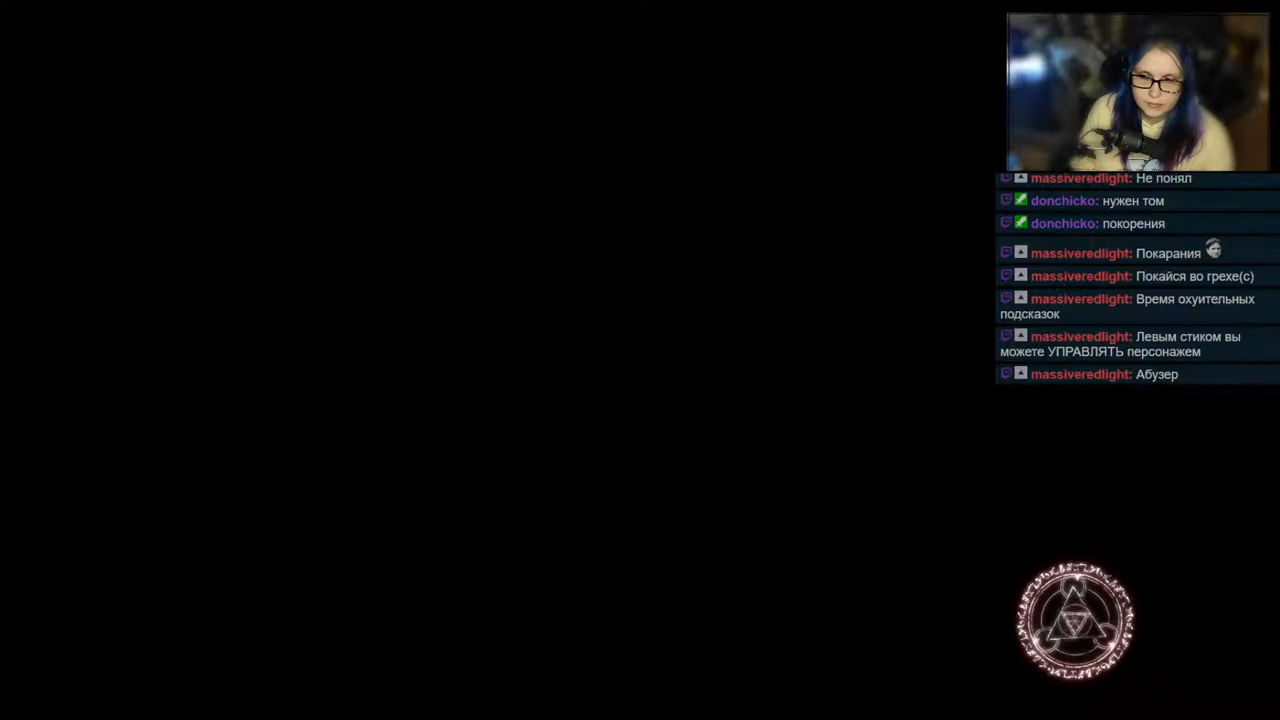 massiveredlight: Не понял
donchicko: нужен том
donchicko: покорения
massiveredlight: Покарания
massiveredlight: Покайся во грехе(с)
massiveredlight: Время охуительных
подсказок
massiveredlight: Левым стиком вы
можете УПРАВЛЯТЬ персонажем
massiveredlight: Абузер